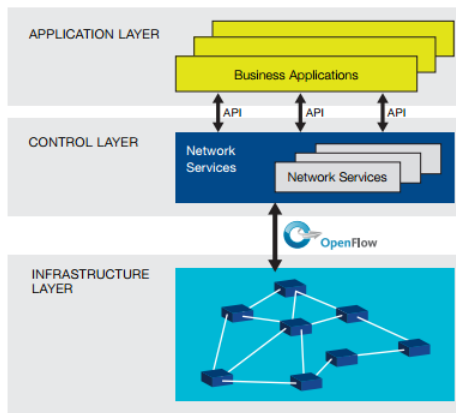 APPLICATION LAYER
Business Applications
API
API
API
CONTROL LAYER
Network
Services
Network Services
OpenFlow
INFRASTRUCTURE
LAYER